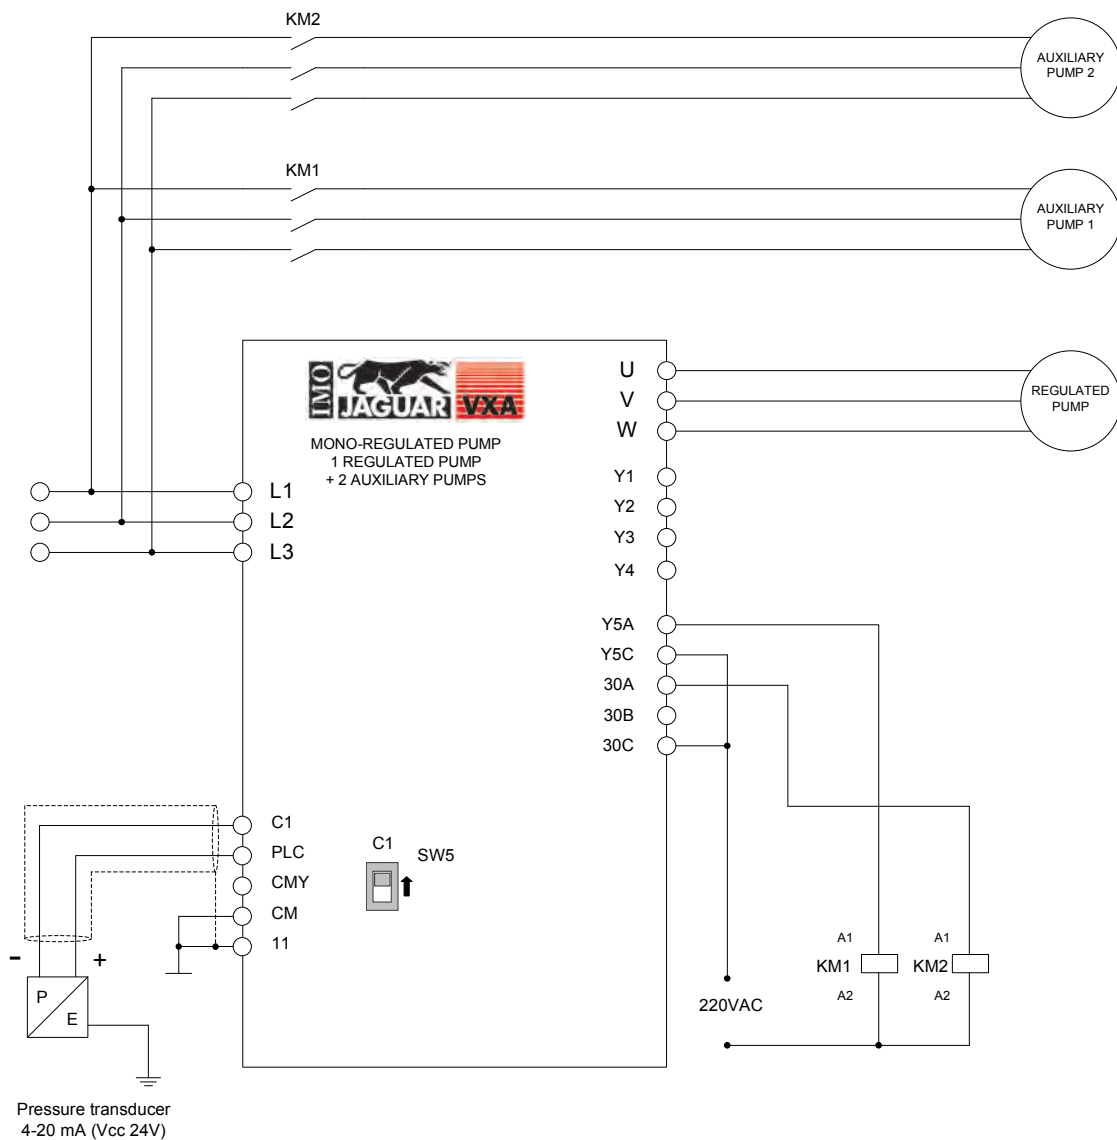 KM2
AUXILIARY
PUMP 2
KM1
AUXILIARY
PUMP 1
IMO
JAGUAR VXA
MONO-REGULATED PUMP
1 REGULATED PUMP
+ 2 AUXILIARY PUMPS
U
V
W
REGULATED
PUMP
L1
L2
L3
Y1
Y2
Y3
Y4
Y5A
Y5C
30A
30B
30C
C1
PLC
CMY
CM
11
C1
SW5
- +
P
E
Pressure transducer
4-20 mA (Vcc 24V)
220VAC
A1
KM1
A2
A1
KM2
A2